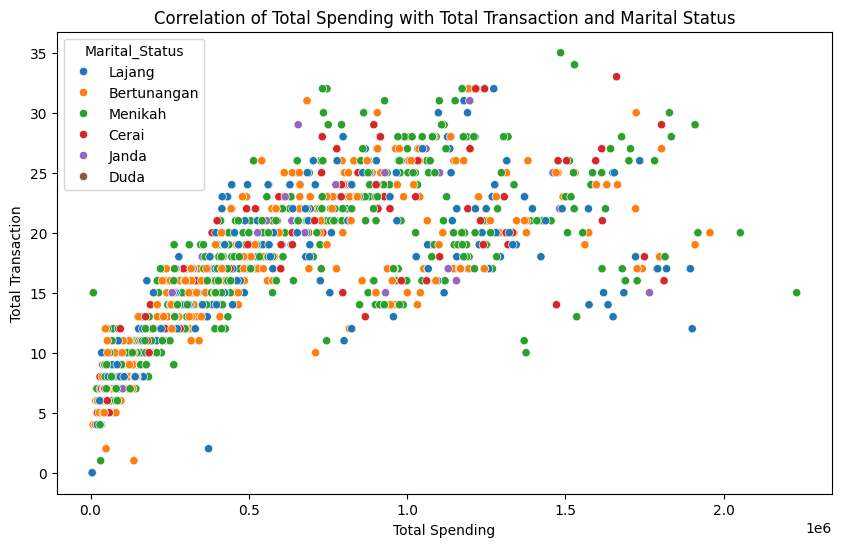 Correlation of Total Spending with Total Transaction and Marital Status
Marital_Status
Lajang
Bertunangan
Menikah
Cerai
Janda
Duda
Total Transaction
35
30
25
20
15
10
5
0
0.0 0.5 1.0 1.5 2.0
1e6
Total Spending